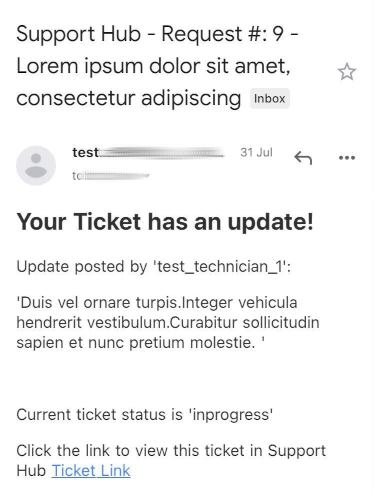 Support Hub - Request #: 9 -
Lorem ipsum dolor sit amet,
consectetur adipiscing Inbox
test 31 Jul
to
Your Ticket has an update!
Update posted by 'test_technician_1':
'Duis vel ornare turpis.Integer vehicula
hendrerit vestibulum.Curabitur sollicitudin
sapien et nunc pretium molestie. '
Current ticket status is 'inprogress'
Click the link to view this ticket in Support
Hub Ticket Link